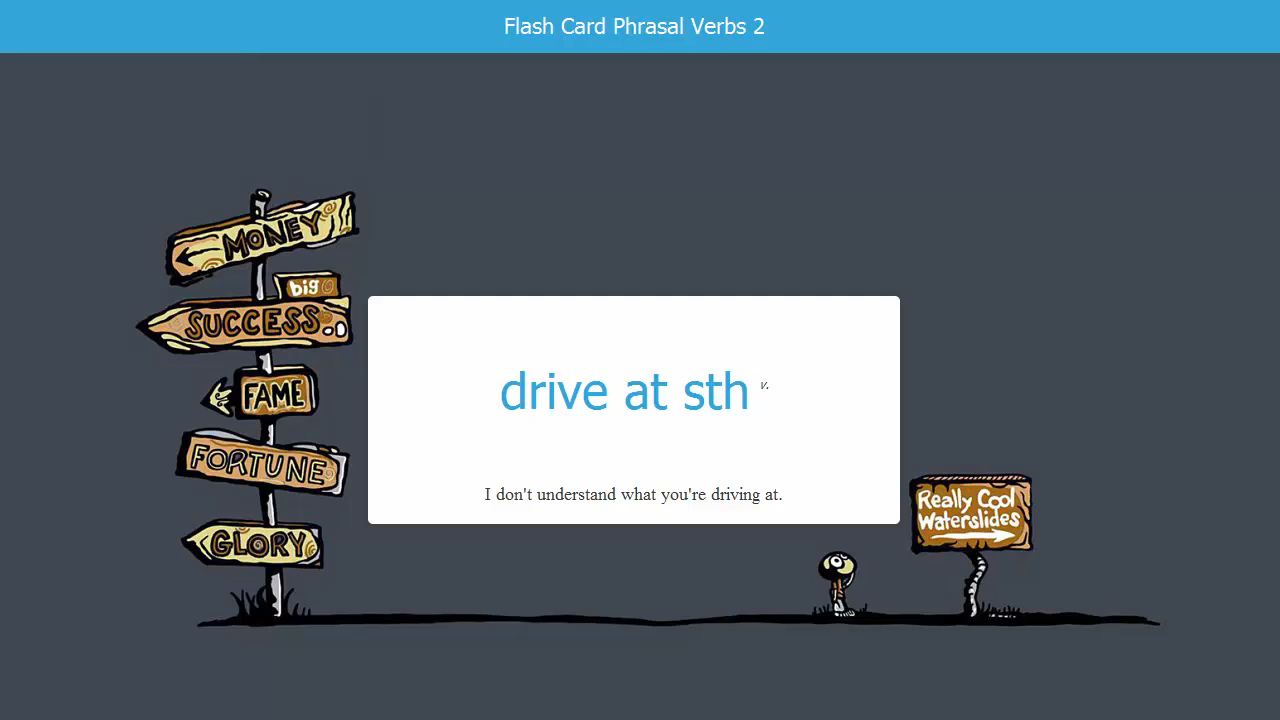 Flash Card Phrasal Verbs 2
MONEY
big
SUCCESS
FAME
FORTUNE
GLORY
drive at sth v.
I don't understand what you're driving at.
Really Cool
Waterslides